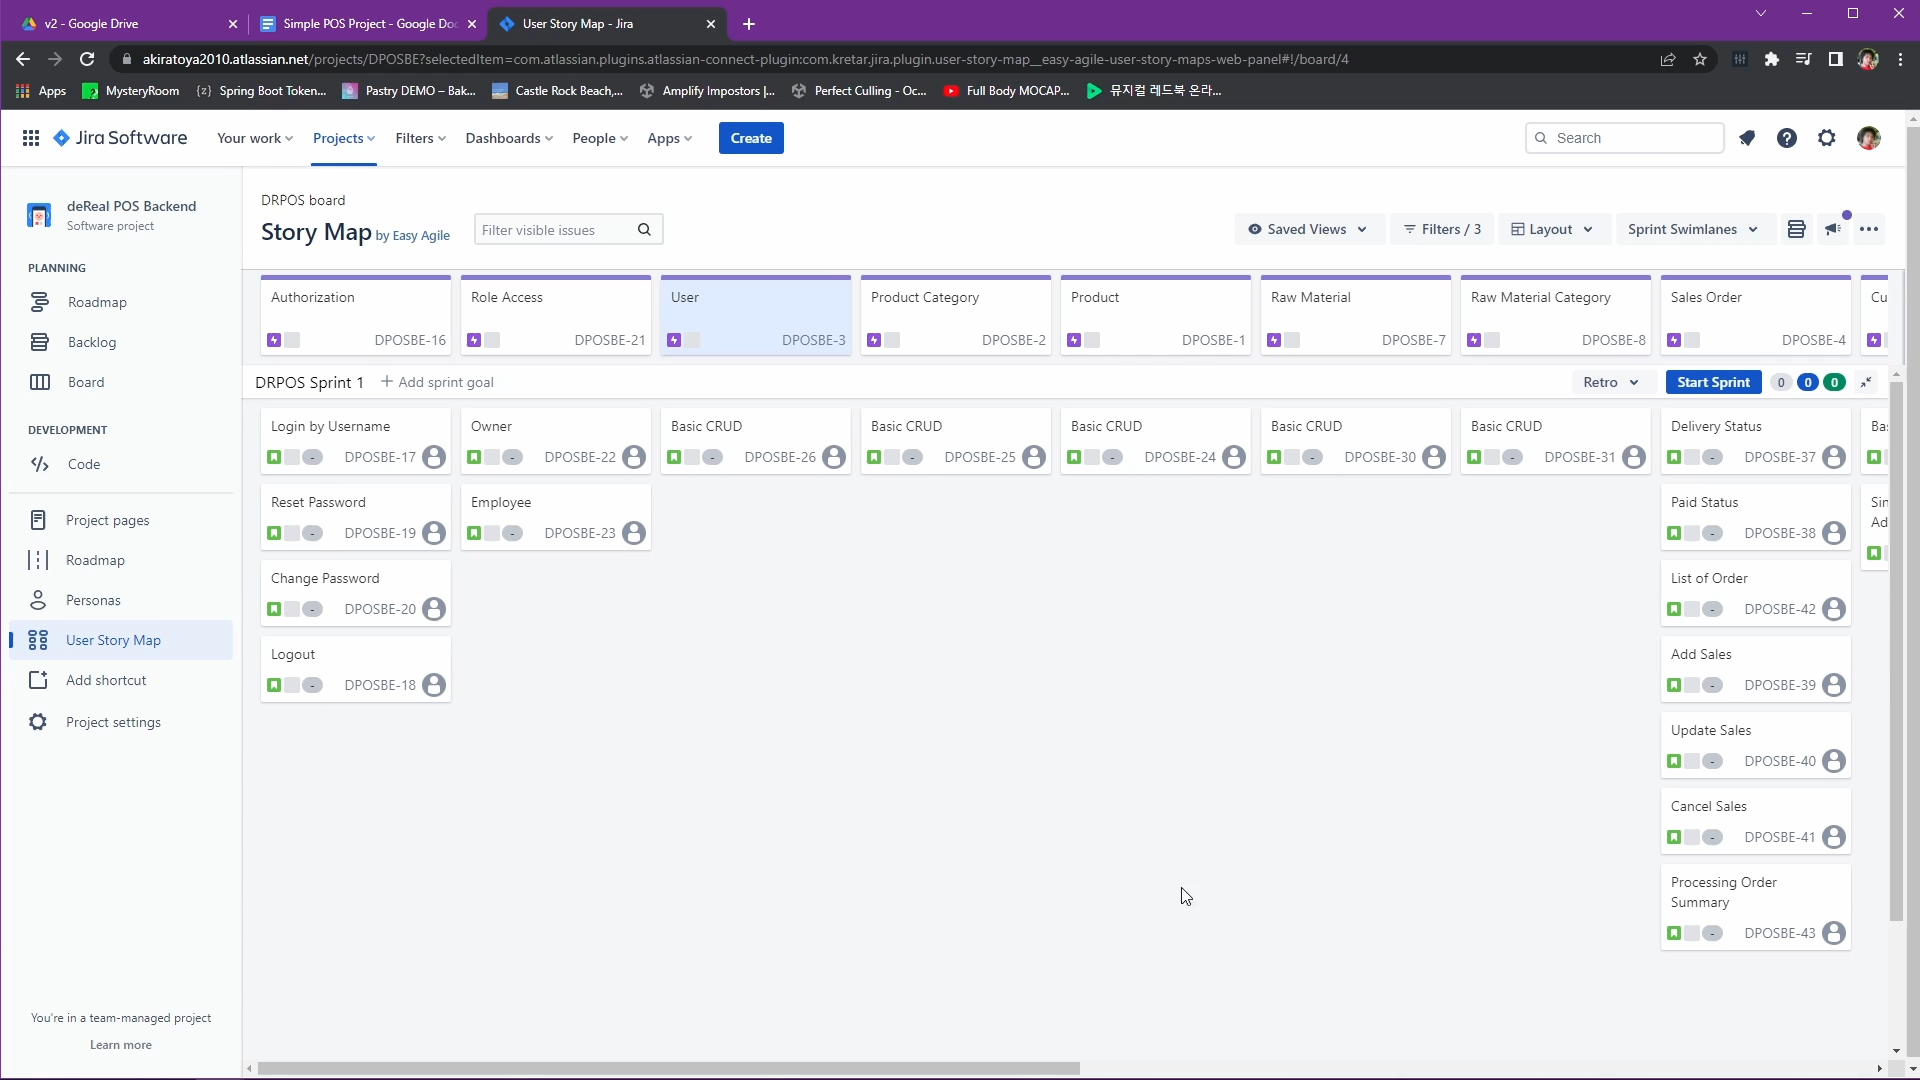 v2 - Google Drive
Simple POS Project - Google Doc
User Story Map - Jira
akiratoya2010.atlassian.net/projects/DPOSBE?selectedItem=com.atlassian.plugins.atlassian-connect-plugin:com.kretar.jira.plugin.user-story-map__easy-agile-user-story-maps-web-panel#!/board/4
Apps
MysteryRoom
Spring Boot Token...
Pastry DEMO – Bak...
Castle Rock Beach,...
Amplify Impostors |...
Perfect Culling - Oc...
Full Body MOCAP...
뮤지컬 레드북 온라...
Jira Software
Your work
Projects
Filters
Dashboards
People
Apps
Create
Search
deReal POS Backend
Software project
PLANNING
Roadmap
Backlog
Board
DEVELOPMENT
Code
Project pages
Roadmap
Personas
User Story Map
Add shortcut
Project settings
You're in a team-managed project
Learn more
DRPOS board
Story Map by Easy Agile
Filter visible issues
Saved Views
Filters / 3
Layout
Sprint Swimlanes
Authorization
DPOSBE-16
Role Access
DPOSBE-21
User
DPOSBE-3
Product Category
DPOSBE-2
Product
DPOSBE-1
Raw Material
DPOSBE-7
Raw Material Category
DPOSBE-8
Sales Order
DPOSBE-4
Cu
DRPOS Sprint 1
+ Add sprint goal
Retro
Start Sprint
0
0
0
Login by Username
- DPOSBE-17
Reset Password
- DPOSBE-19
Change Password
- DPOSBE-20
Logout
- DPOSBE-18
Owner
- DPOSBE-22
Employee
- DPOSBE-23
Basic CRUD
- DPOSBE-26
Basic CRUD
- DPOSBE-25
Basic CRUD
- DPOSBE-24
Basic CRUD
- DPOSBE-30
Basic CRUD
- DPOSBE-31
Delivery Status
- DPOSBE-37
Paid Status
- DPOSBE-38
List of Order
- DPOSBE-42
Add Sales
- DPOSBE-39
Update Sales
- DPOSBE-40
Cancel Sales
- DPOSBE-41
Processing Order
Summary
- DPOSBE-43
Bas
Sin
Ad